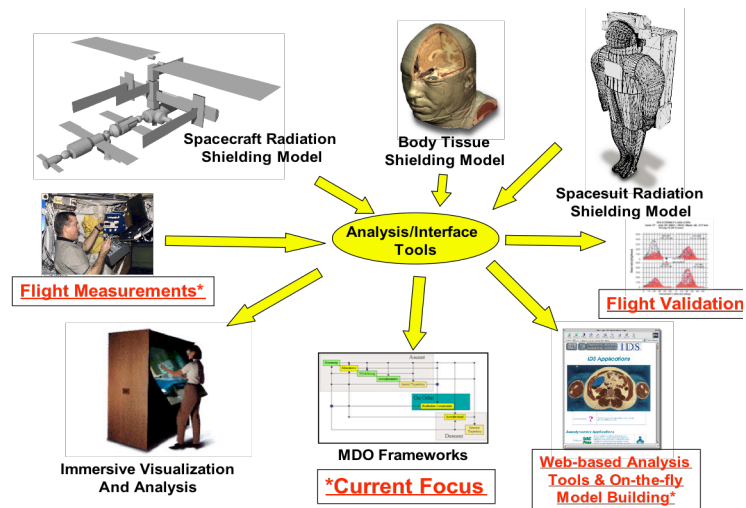 Spacecraft Radiation
Shielding Model
Body Tissue
Shielding Model
Spacesuit Radiation
Shielding Model
Analysis/Interface
Tools
Flight Measurements*
Flight Validation
IDS
IDS Applications
Ascent
Descent
Immersive Visualization
And Analysis
MDO Frameworks
*Current Focus
Web-based Analysis
Tools & On-the-fly
Model Building*